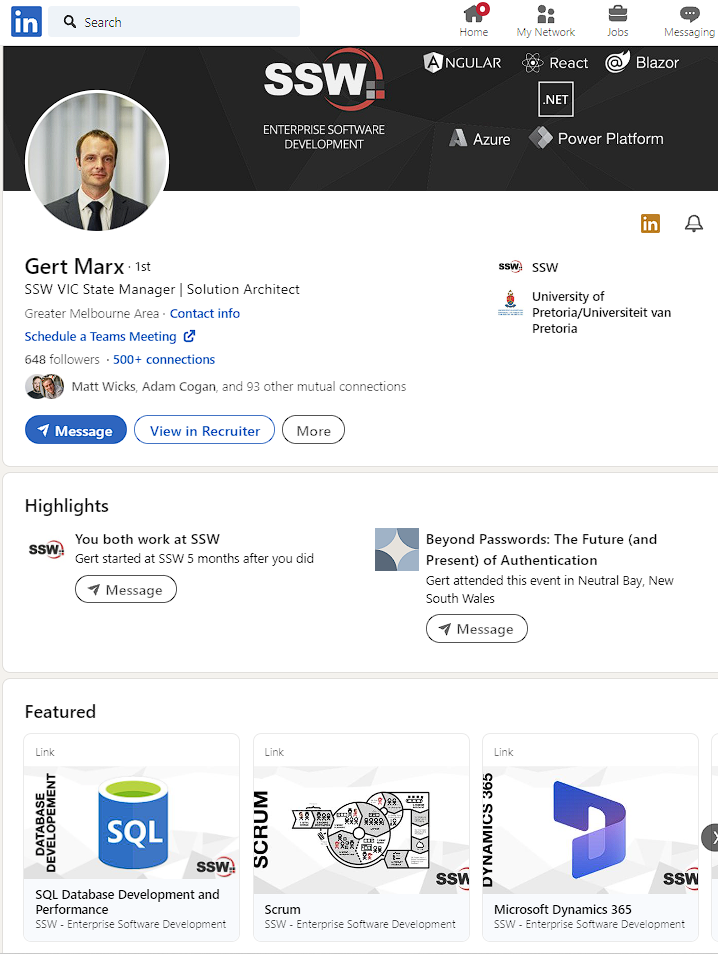 in
Search
Home
My Network
Jobs
Messaging
SSW
ENTERPRISE SOFTWARE
DEVELOPMENT
ANGULAR
React
Blazor
.NET
Azure
Power Platform
in
Gert Marx · 1st
SSW VIC State Manager | Solution Architect
Greater Melbourne Area · Contact info
Schedule a Teams Meeting
648 followers · 500+ connections
Matt Wicks, Adam Cogan, and 93 other mutual connections
SSW
SSW
University of
Pretoria/Universiteit van
Pretoria
Message
View in Recruiter
More
Highlights
SSW
You both work at SSW
Gert started at SSW 5 months after you did
Message
Beyond Passwords: The Future (and
Present) of Authentication
Gert attended this event in Neutral Bay, New
South Wales
Message
Featured
Link
DATABASE
DEVELOPEMENT
SQL
SSW
SQL Database Development and
Performance
SSW - Enterprise Software Development
Link
SCRUM
SSW
Scrum
SSW - Enterprise Software Development
Link
DYNAMICS 365
SSW
Microsoft Dynamics 365
SSW - Enterprise Software Development